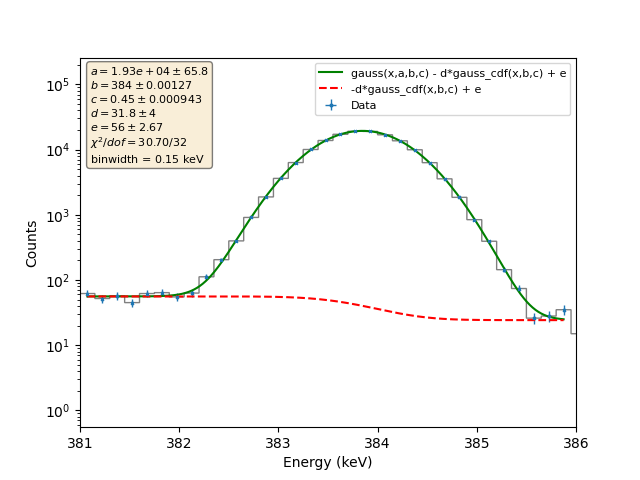 a = 1.93e + 04 ± 65.8
b = 384 ± 0.00127
c = 0.45 ± 0.000943
d = 31.8 ± 4
e = 56 ± 2.67
χ²/dof = 30.70/32
binwidth = 0.15 keV
gauss(x,a,b,c) - d*gauss_cdf(x,b,c) + e
-d*gauss_cdf(x,b,c) + e
Data
Counts
10⁵
10⁴
10³
10²
10¹
10⁰
381 382 383 384 385 386
Energy (keV)